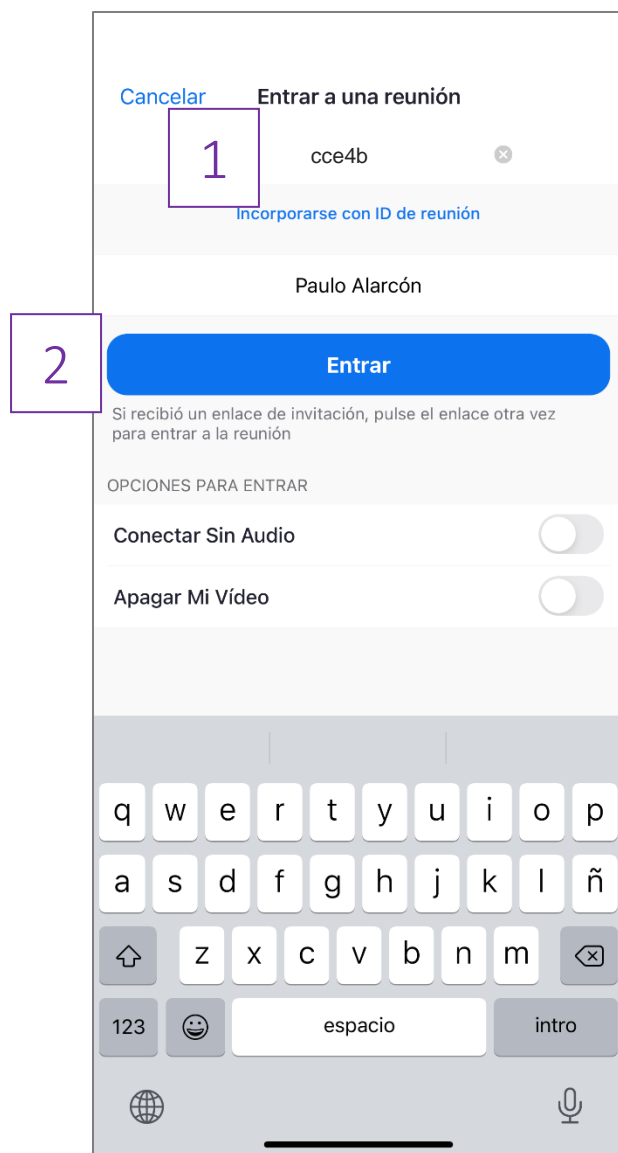 Cancelar Entrar a una reunión
1
cce4b
Incorporarse con ID de reunión
Paulo Alarcón
2
Entrar
Si recibió un enlace de invitación, pulse el enlace otra vez
para entrar a la reunión
OPCIONES PARA ENTRAR
Conectar Sin Audio
Apagar Mi Vídeo
q w e r t y u i o p
a s d f g h j k l ñ
z x c v b n m
123 espacio intro